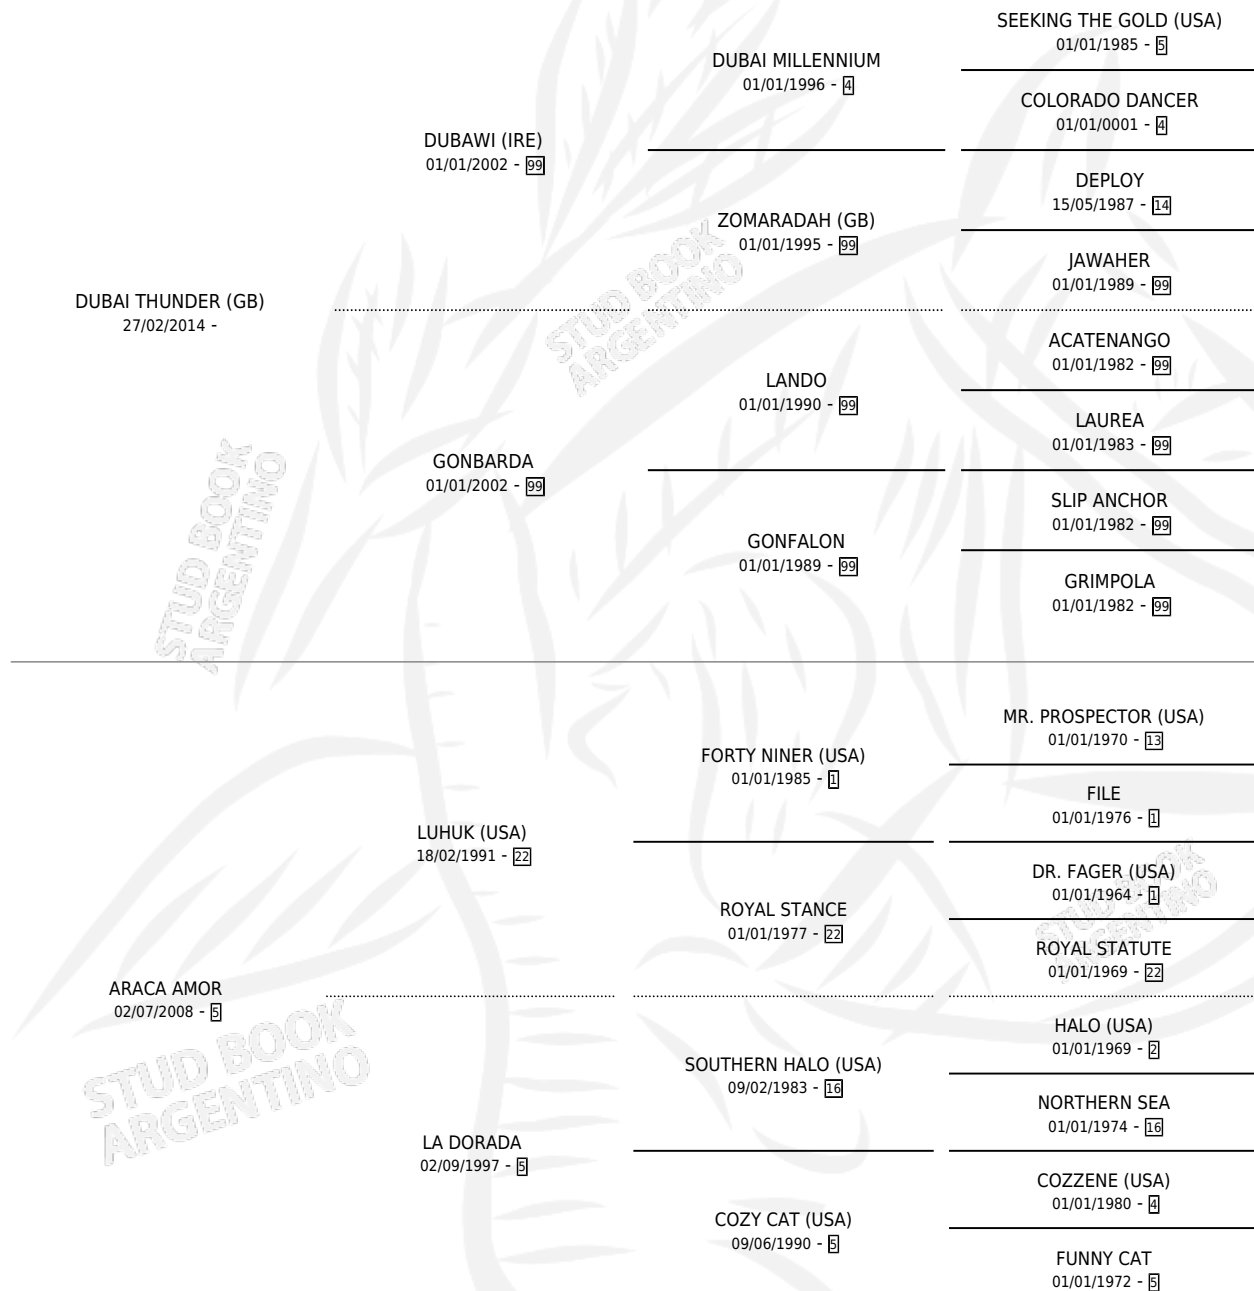 SEEKING THE GOLD (USA)
01/01/1985 - 5
DUBAI MILLENNIUM
01/01/1996 - 4
COLORADO DANCER
01/01/0001 - 4
DUBAWI (IRE)
01/01/2002 - 99
DEPLOY
15/05/1987 - 14
ZOMARADAH (GB)
01/01/1995 - 99
JAWAHER
01/01/1989 - 99
DUBAI THUNDER (GB)
27/02/2014 -
ACATENANGO
01/01/1982 - 99
LANDO
01/01/1990 - 99
LAUREA
01/01/1983 - 99
GONBARDA
01/01/2002 - 99
SLIP ANCHOR
01/01/1982 - 99
GONFALON
01/01/1989 - 99
GRIMPOLA
01/01/1982 - 99
MR. PROSPECTOR (USA)
01/01/1970 - 13
FORTY NINER (USA)
01/01/1985 - 1
FILE
01/01/1976 - 1
LUHUK (USA)
18/02/1991 - 22
DR. FAGER (USA)
01/01/1964 - 1
ROYAL STANCE
01/01/1977 - 22
ROYAL STATUTE
01/01/1969 - 22
ARACA AMOR
02/07/2008 - 5
HALO (USA)
01/01/1969 - 2
SOUTHERN HALO (USA)
09/02/1983 - 16
NORTHERN SEA
01/01/1974 - 16
LA DORADA
02/09/1997 - 5
COZZENE (USA)
01/01/1980 - 4
COZY CAT (USA)
09/06/1990 - 5
FUNNY CAT
01/01/1972 - 5
STUD BOOK
ARGENTINO
STUD BOOK
ARGENTINO
STUD BOOK
ARGENTINO
STUD BOOK
ARGENTINO